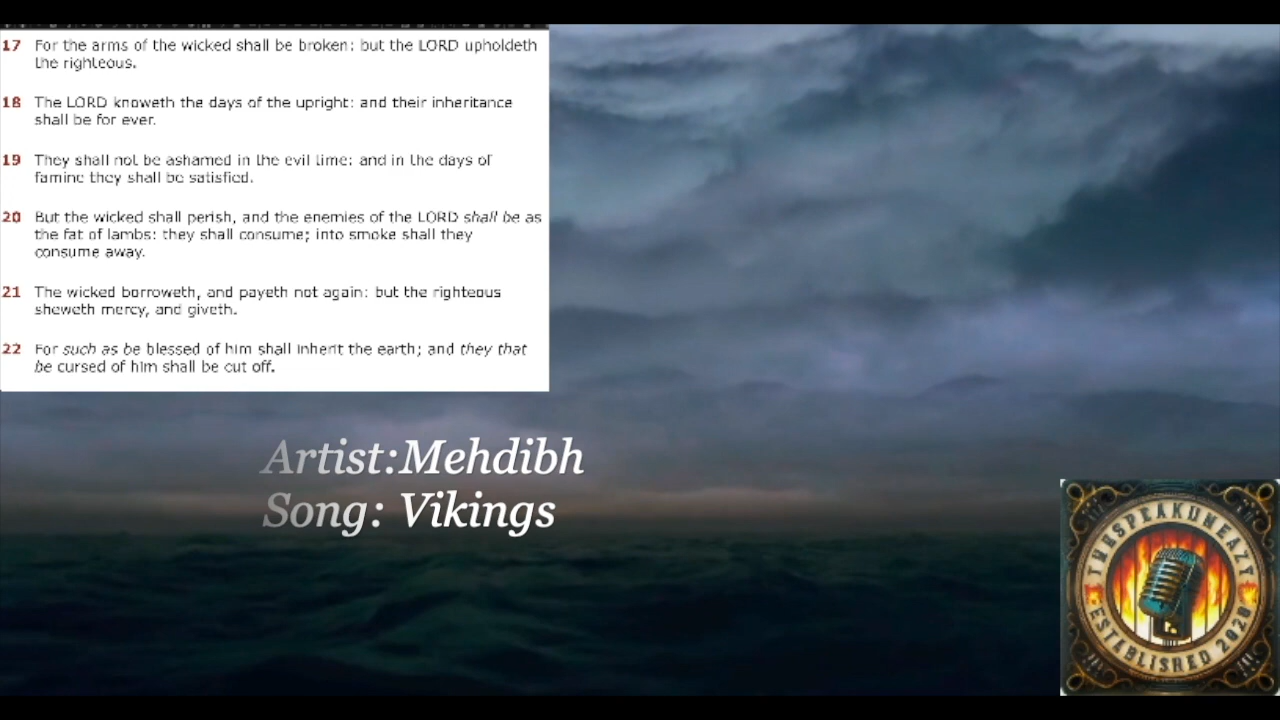 17 For the arms of the wicked shall be broken: but the LORD upholdeth
the righteous.
18 The LORD knoweth the days of the upright: and their inheritance
shall be for ever.
19 They shall not be ashamed in the evil time: and in the days of
famine they shall be satisfied.
20 But the wicked shall perish, and the enemies of the LORD shall be as
the fat of lambs: they shall consume; into smoke shall they
consume away.
21 The wicked borroweth, and payeth not again: but the righteous
sheweth mercy, and giveth.
22 For such as be blessed of him shall inherit the earth; and they that
be cursed of him shall be cut off.
Artist:Mehdibh
Song: Vikings
THESPEAKUNEAZY
ESTABLISHED 2020